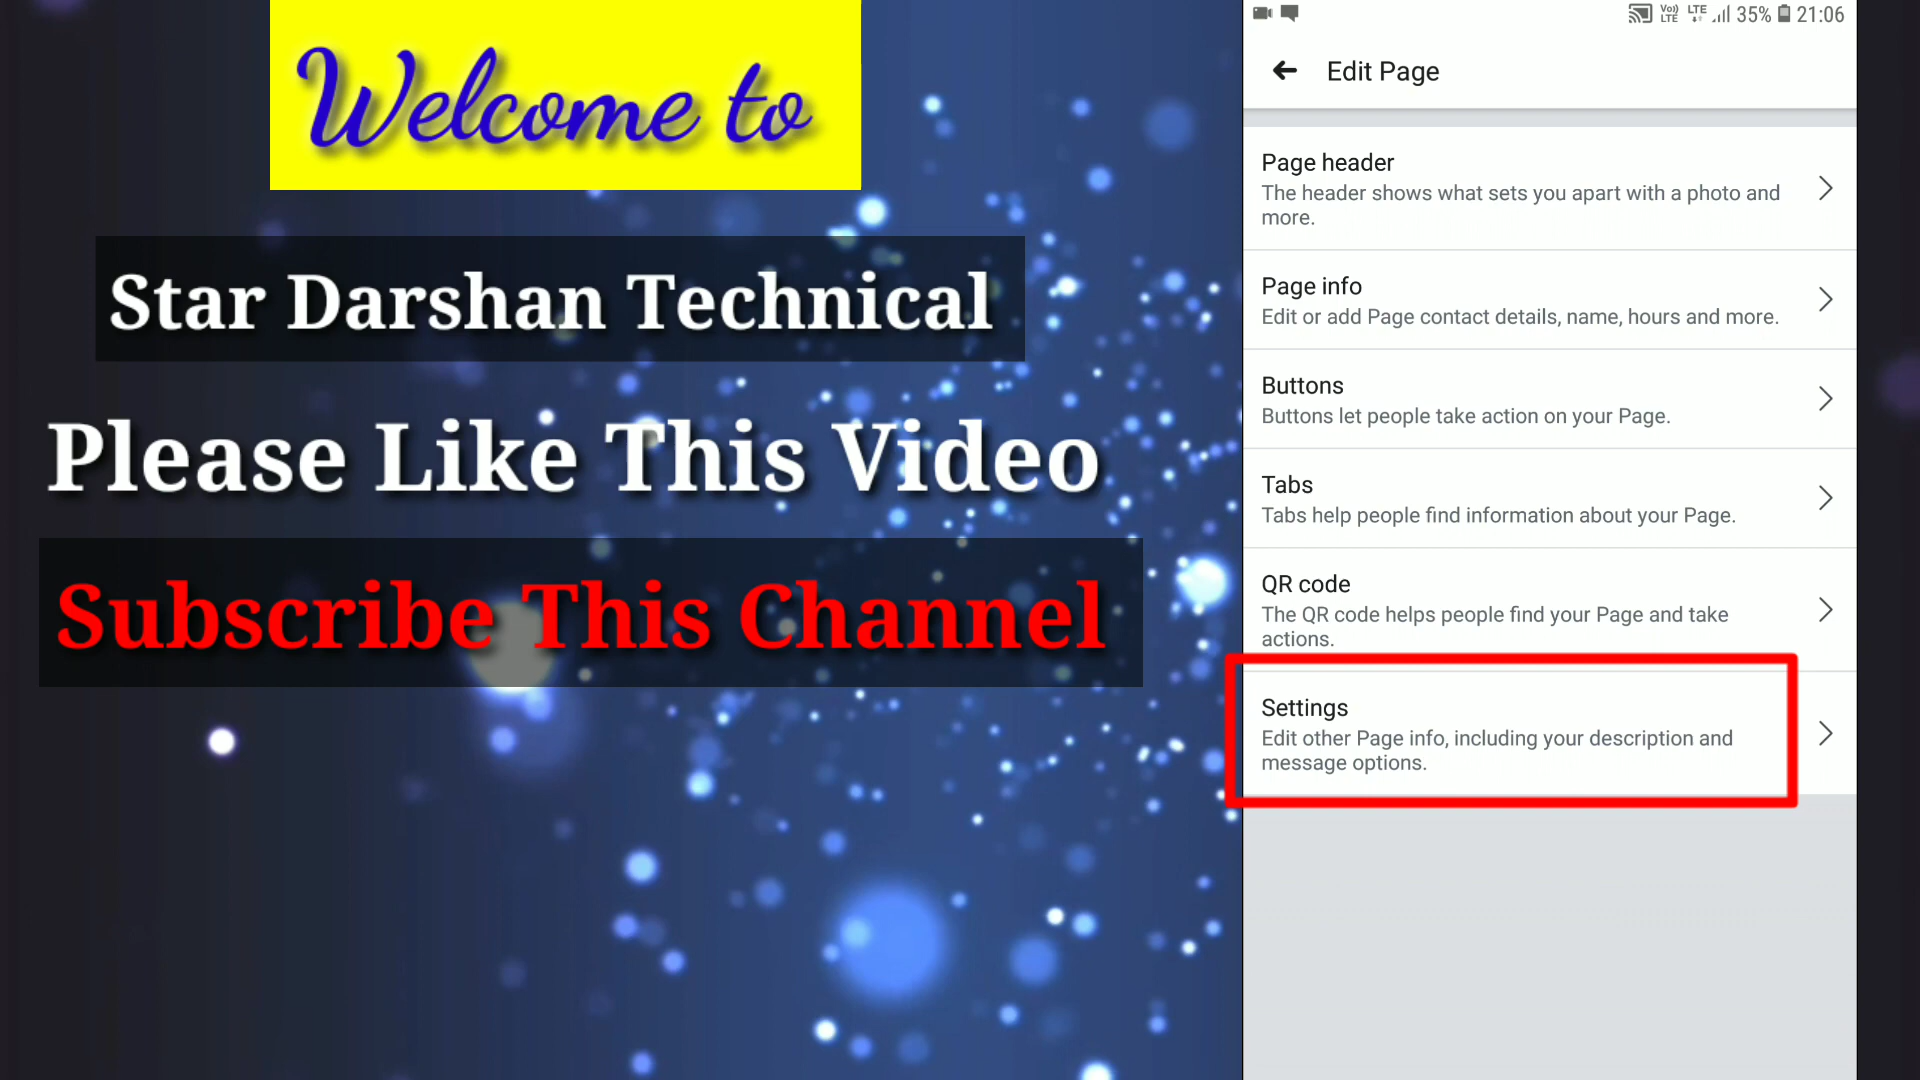 Welcome to
Star Darshan Technical
Please Like This Video
Subscribe This Channel
Vo)) LTE LTE 35% 21:06
Edit Page
Page header
The header shows what sets you apart with a photo and
more.
Page info
Edit or add Page contact details, name, hours and more.
Buttons
Buttons let people take action on your Page.
Tabs
Tabs help people find information about your Page.
QR code
The QR code helps people find your Page and take
actions.
Settings
Edit other Page info, including your description and
message options.